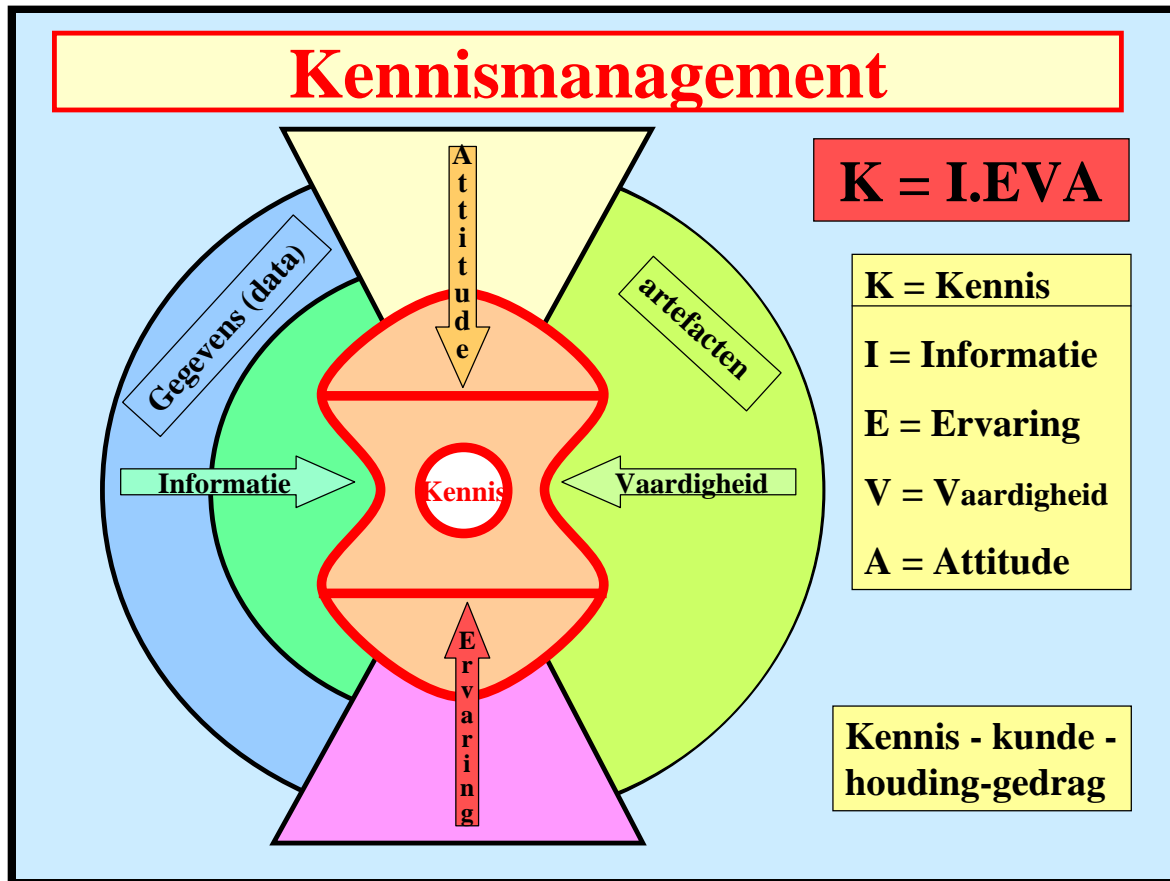 Kennismanagement
Attitude
K = I.EVA
Gegevens (data)
artefacten
K = Kennis
I = Informatie
E = Ervaring
V = Vaardigheid
A = Attitude
Informatie
Kennis
Vaardigheid
Ervaring
Kennis - kunde -
houding-gedrag